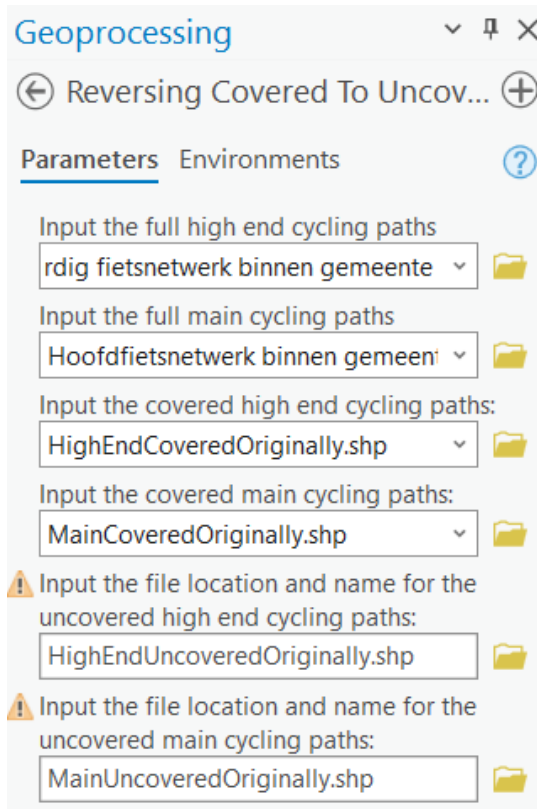 Geoprocessing
Reversing Covered To Uncov...
Parameters Environments
Input the full high end cycling paths
rdig fietsnetwerk binnen gemeente
Input the full main cycling paths
Hoofdfietsnetwerk binnen gemeent
Input the covered high end cycling paths:
HighEndCoveredOriginally.shp
Input the covered main cycling paths:
MainCoveredOriginally.shp
Input the file location and name for the
uncovered high end cycling paths:
HighEndUncoveredOriginally.shp
Input the file location and name for the
uncovered main cycling paths:
MainUncoveredOriginally.shp